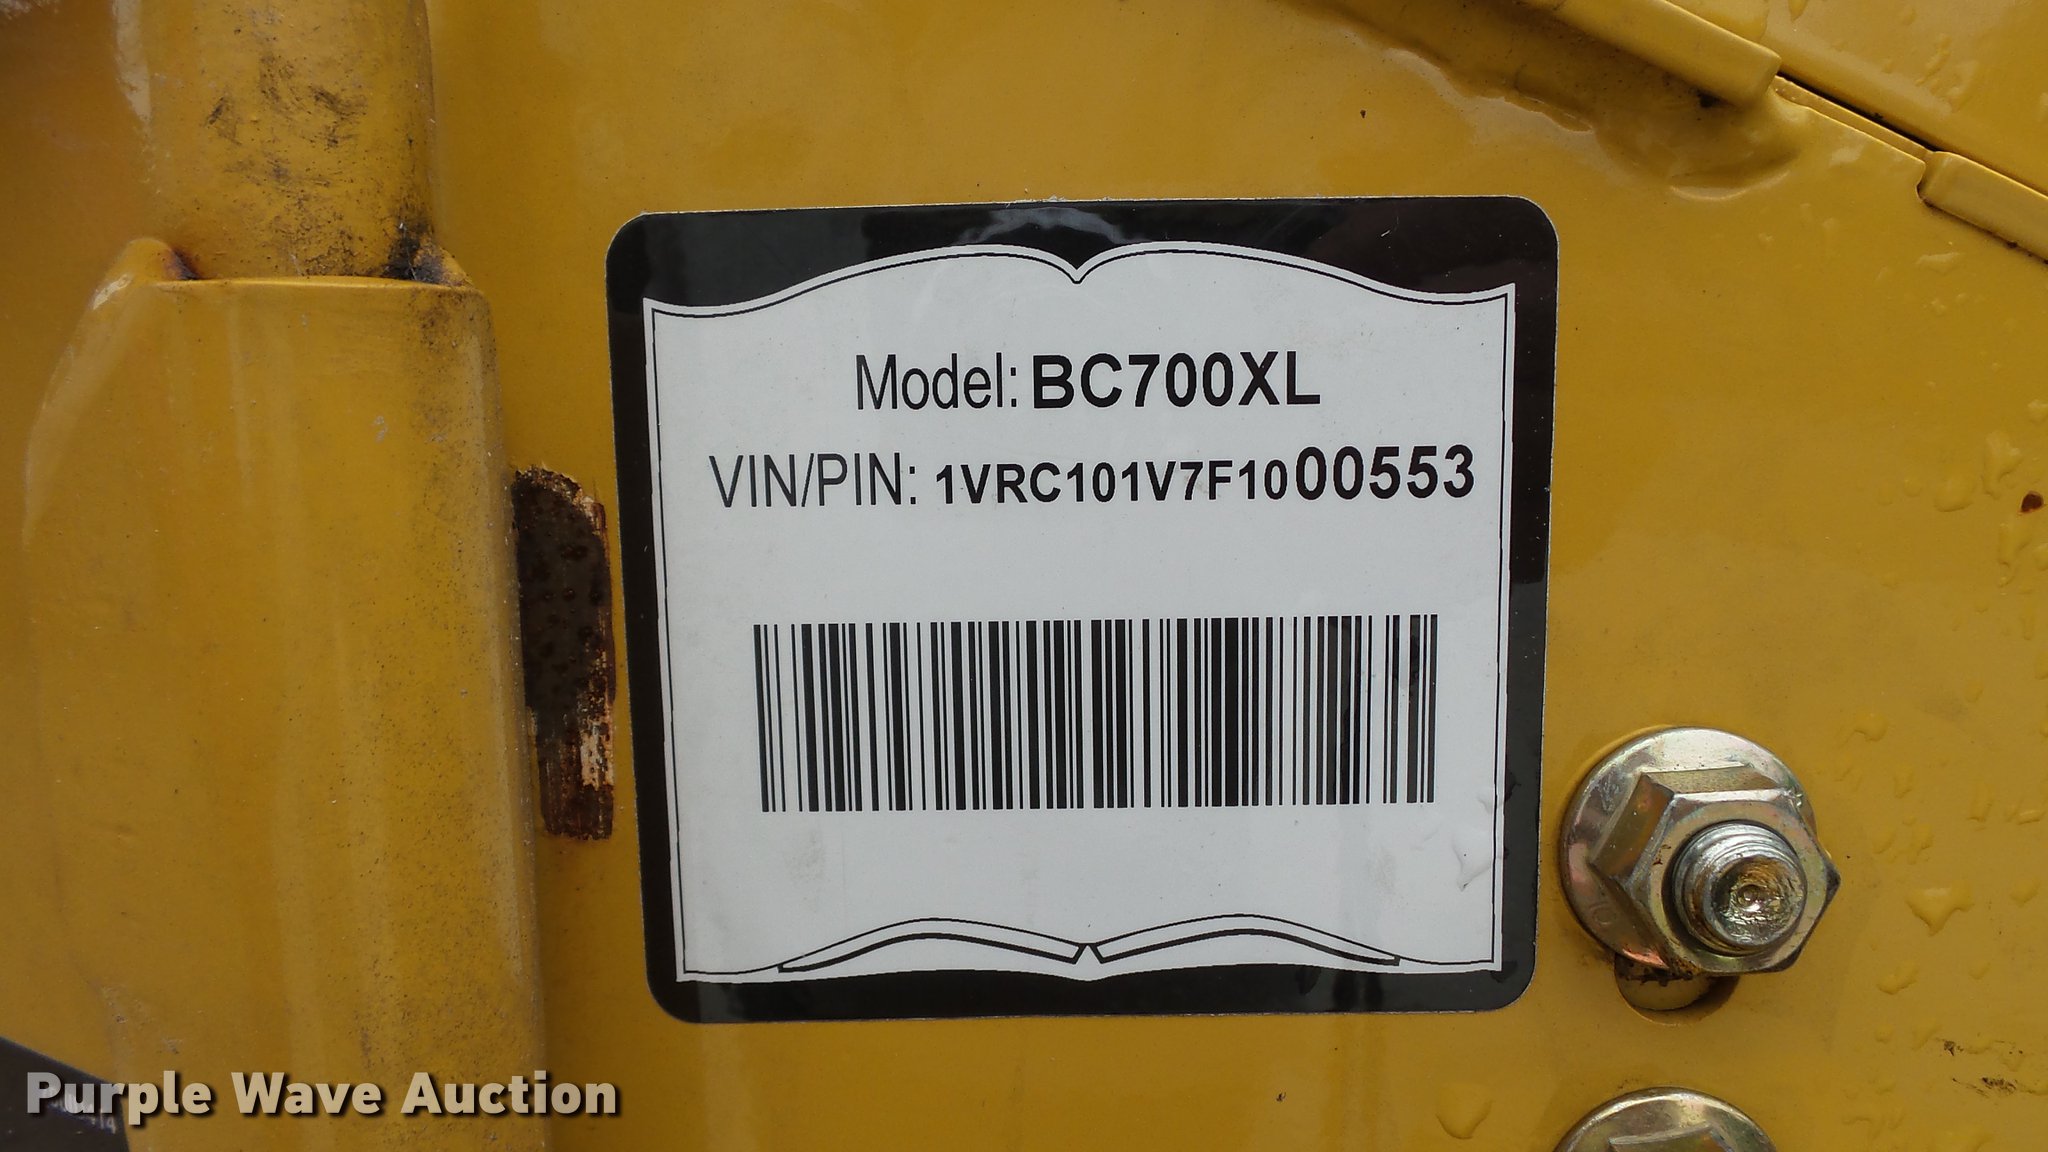 Model: BC700XL
VIN/PIN: 1VRC101V7F1000553
Purple Wave Auction